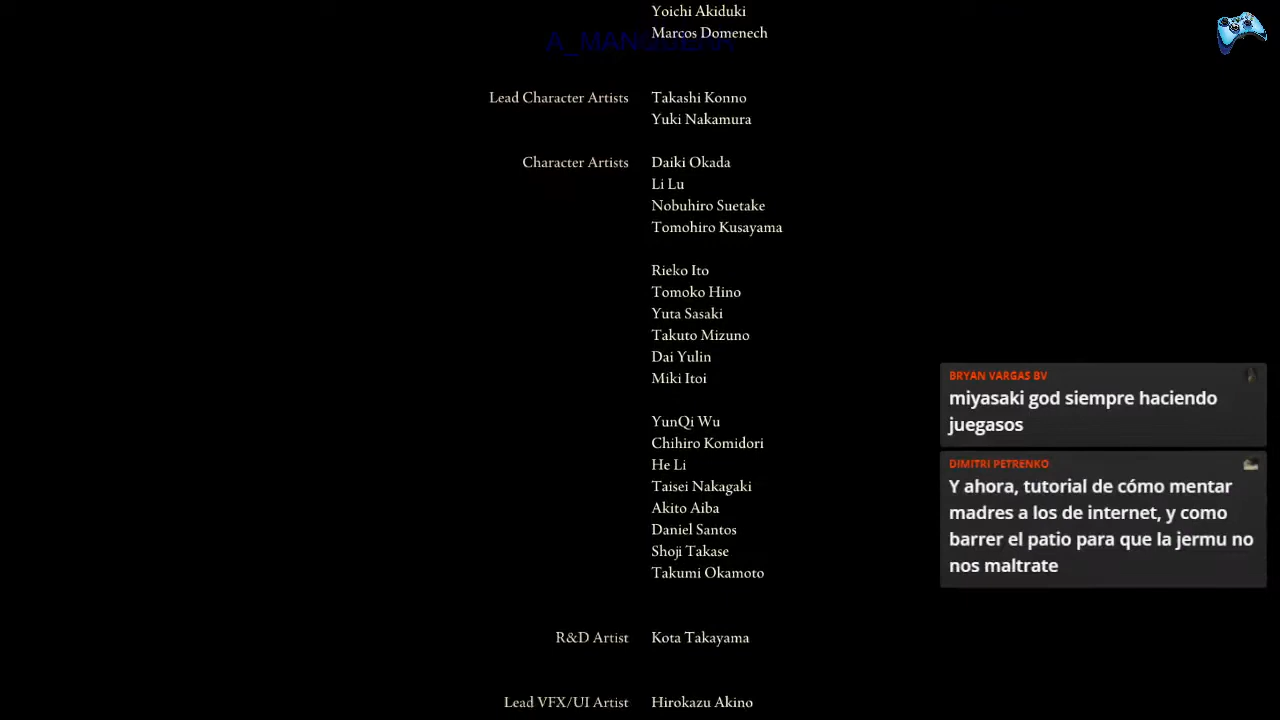 Yoichi Akiduki
Marcos Domenech
Lead Character Artists Takashi Konno
Yuki Nakamura
Character Artists Daiki Okada
Li Lu
Nobuhiro Suetake
Tomohiro Kusayama
Rieko Ito
Tomoko Hino
Yuta Sasaki
Takuto Mizuno
Dai Yulin
Miki Itoi
YunQi Wu
Chihiro Komidori
He Li
Taisei Nakagaki
Akito Aiba
Daniel Santos
Shoji Takase
Takumi Okamoto
R&D Artist Kota Takayama
Lead VFX/UI Artist Hirokazu Akino
BRYAN VARGAS BV
miyasaki god siempre haciendo
juegasos
DIMITRI PETRENKO
Y ahora, tutorial de cómo mentar
madres a los de internet, y como
barrer el patio para que la jermu no
nos maltrate